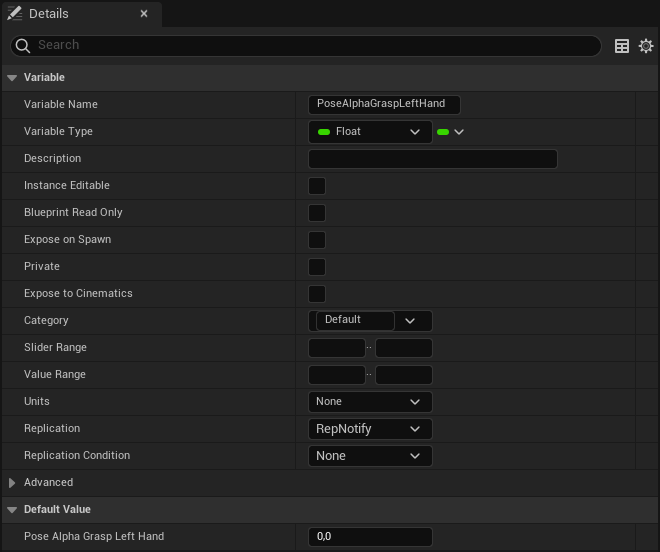 Details
Search
Variable
Variable Name PoseAlphaGraspLeftHand
Variable Type Float
Description
Instance Editable
Blueprint Read Only
Expose on Spawn
Private
Expose to Cinematics
Category Default
Slider Range ..
Value Range ..
Units None
Replication RepNotify
Replication Condition None
Advanced
Default Value
Pose Alpha Grasp Left Hand 0,0